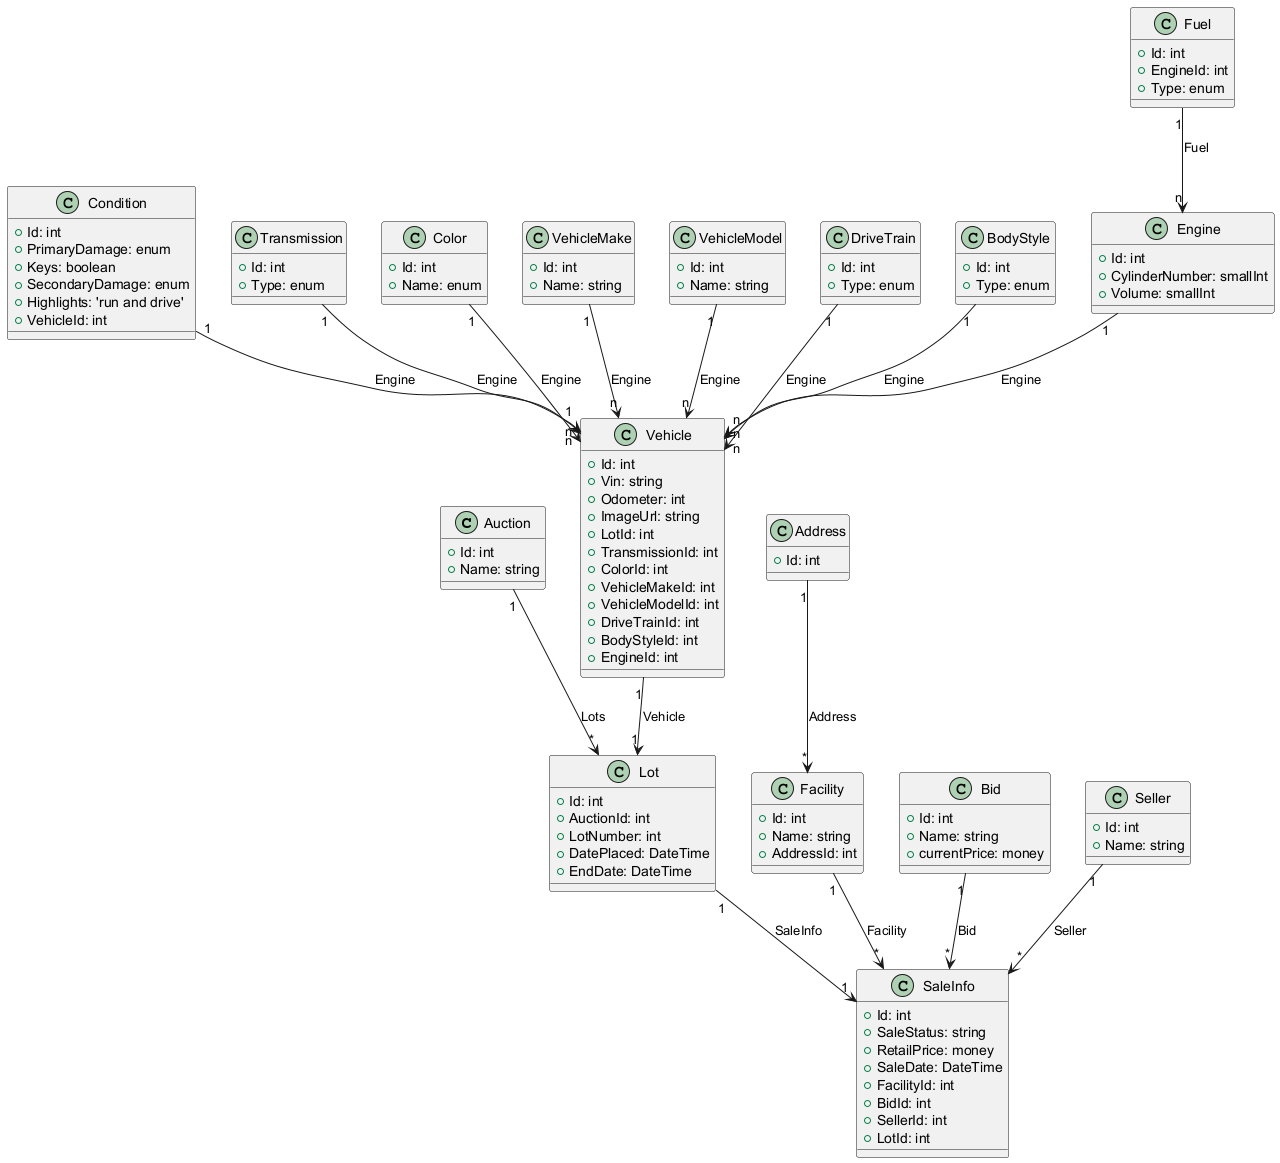 Fuel
Id: int
EngineId: int
Type: enum
1
Fuel
n
Condition
Id: int
PrimaryDamage: enum
Keys: boolean
SecondaryDamage: enum
Highlights: 'run and drive'
VehicleId: int
Transmission
Id: int
Type: enum
Color
Id: int
Name: enum
VehicleMake
Id: int
Name: string
VehicleModel
Id: int
Name: string
DriveTrain
Id: int
Type: enum
BodyStyle
Id: int
Type: enum
Engine
Id: int
CylinderNumber: smallInt
Volume: smallInt
1
1
1
1
1
1
1
1
Engine
Engine
Engine
Engine
Engine
Engine
Engine
Engine
1
n
n
n
n
n
n
n
Vehicle
Id: int
Vin: string
Odometer: int
ImageUrl: string
LotId: int
TransmissionId: int
ColorId: int
VehicleMakeId: int
VehicleModelId: int
DriveTrainId: int
BodyStyleId: int
EngineId: int
Auction
Id: int
Name: string
Address
Id: int
1
1
1
Lots
Vehicle
Address
*
1
*
Lot
Id: int
AuctionId: int
LotNumber: int
DatePlaced: DateTime
EndDate: DateTime
Facility
Id: int
Name: string
AddressId: int
Bid
Id: int
Name: string
currentPrice: money
Seller
Id: int
Name: string
1
1
1
1
SaleInfo
Facility
Bid
Seller
1
*
*
*
SaleInfo
Id: int
SaleStatus: string
RetailPrice: money
SaleDate: DateTime
FacilityId: int
BidId: int
SellerId: int
LotId: int